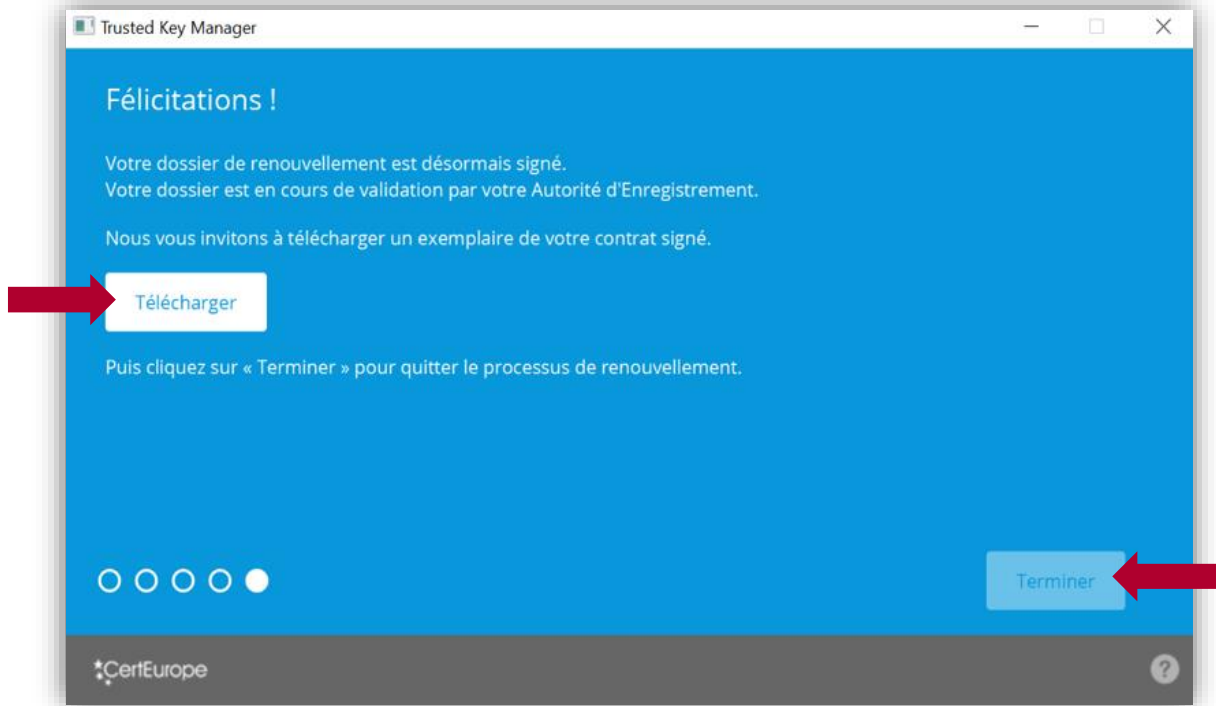 Trusted Key Manager
Félicitations !
Votre dossier de renouvellement est désormais signé.
Votre dossier est en cours de validation par votre Autorité d'Enregistrement.
Nous vous invitons à télécharger un exemplaire de votre contrat signé.
Télécharger
Puis cliquez sur « Terminer » pour quitter le processus de renouvellement.
Terminer
CertEurope
?